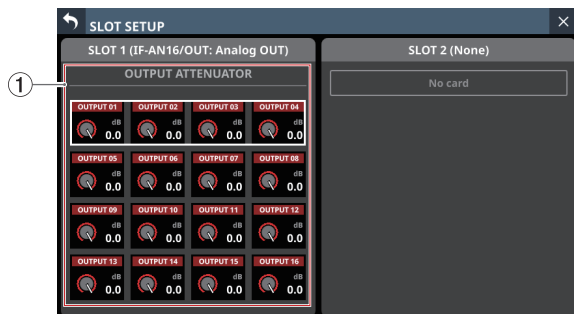 SLOT SETUP
SLOT 1 (IF-AN16/OUT: Analog OUT)
SLOT 2 (None)
1
OUTPUT ATTENUATOR
No card
OUTPUT 01 OUTPUT 02 OUTPUT 03 OUTPUT 04
dB dB dB dB
0.0 0.0 0.0 0.0
OUTPUT 05 OUTPUT 06 OUTPUT 07 OUTPUT 08
dB dB dB dB
0.0 0.0 0.0 0.0
OUTPUT 09 OUTPUT 10 OUTPUT 11 OUTPUT 12
dB dB dB dB
0.0 0.0 0.0 0.0
OUTPUT 13 OUTPUT 14 OUTPUT 15 OUTPUT 16
dB dB dB dB
0.0 0.0 0.0 0.0